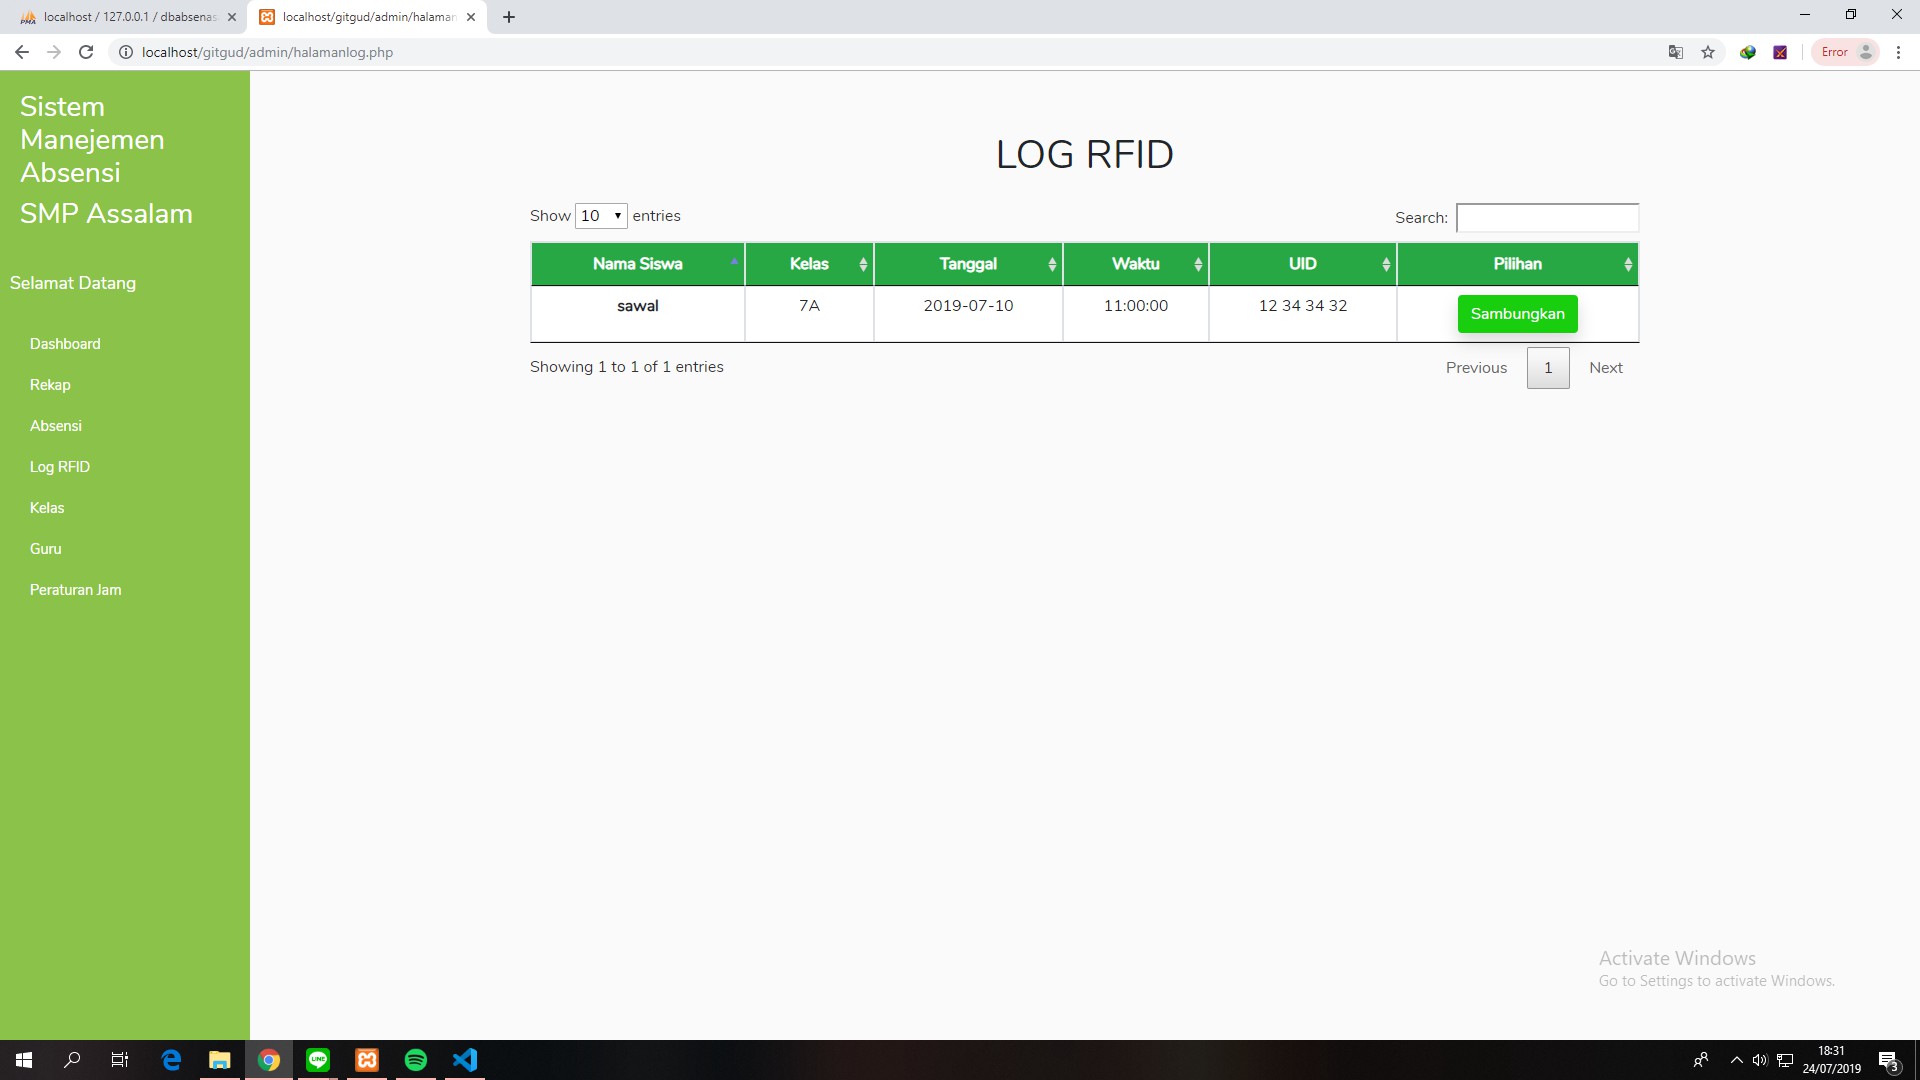 localhost / 127.0.0.1 / dbabsenas
localhost/gitgud/admin/halaman
localhost/gitgud/admin/halamanlog.php
Error
Sistem
Manejemen
Absensi
SMP Assalam
Selamat Datang
Dashboard
Rekap
Absensi
Log RFID
Kelas
Guru
Peraturan Jam
LOG RFID
Show 10 entries
Search:
Nama Siswa Kelas Tanggal Waktu UID Pilihan
sawal 7A 2019-07-10 11:00:00 12 34 34 32 Sambungkan
Showing 1 to 1 of 1 entries
Previous 1 Next
Activate Windows
Go to Settings to activate Windows.
LINE
18:31
24/07/2019
3